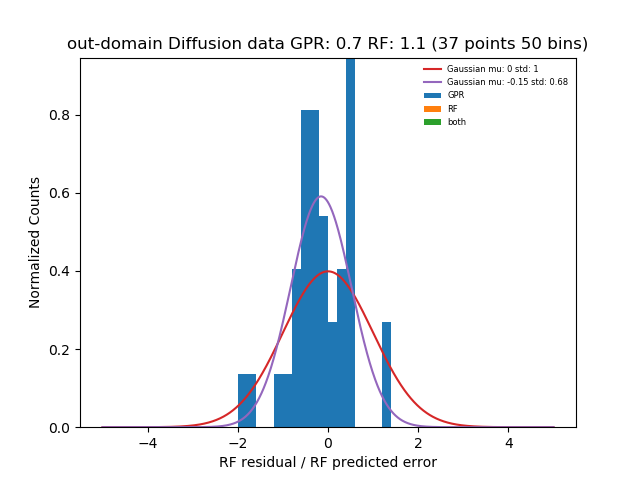 out-domain Diffusion data GPR: 0.7 RF: 1.1 (37 points 50 bins)
Gaussian mu: 0 std: 1
Gaussian mu: -0.15 std: 0.68
GPR
RF
both
Normalized Counts
0.8
0.6
0.4
0.2
0.0
−4
−2
0
2
4
RF residual / RF predicted error